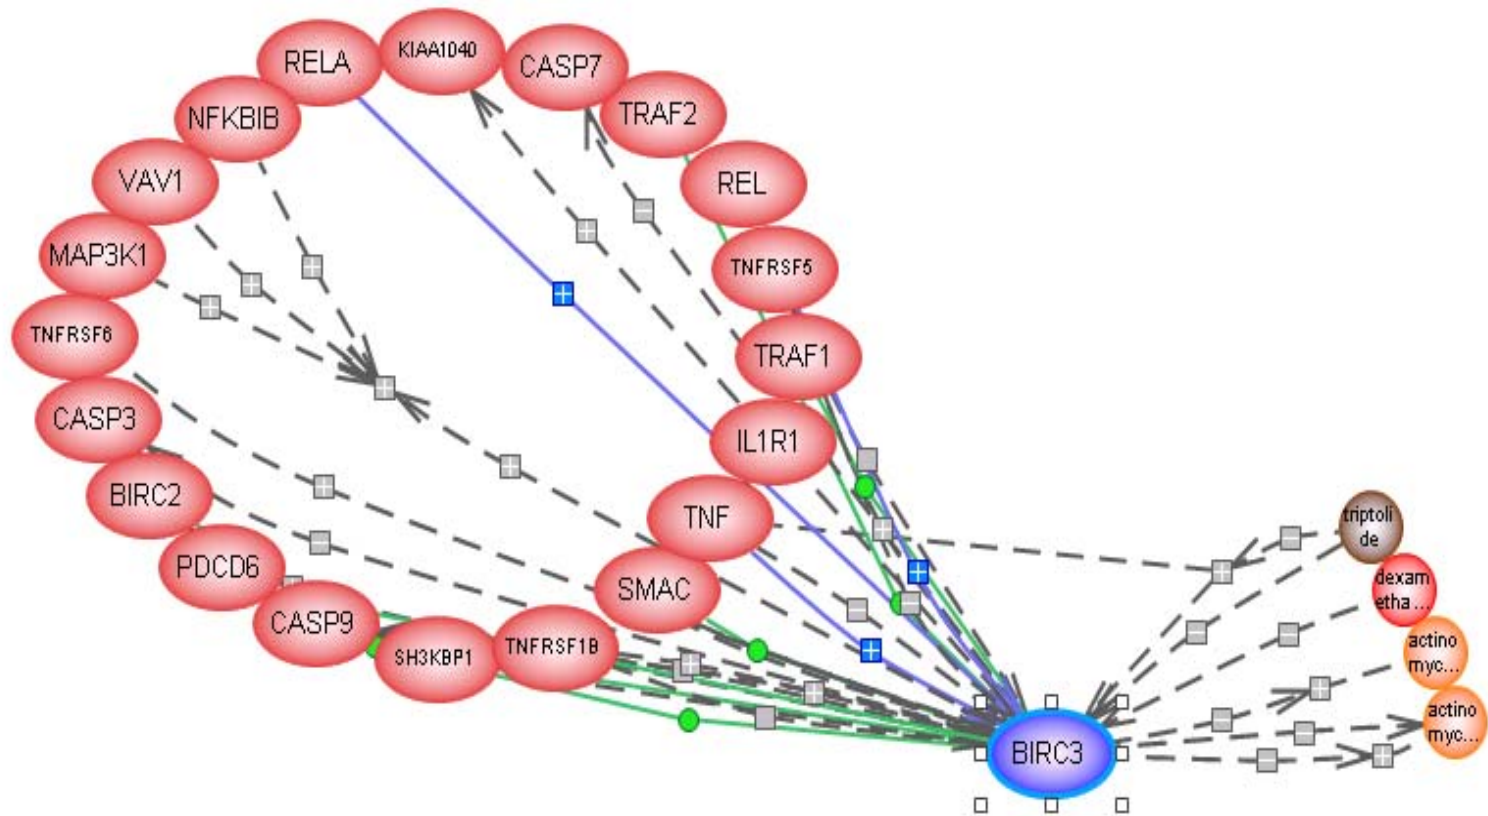 RELA
KIAA1040
CASP7
NFKBIB
TRAF2
VAV1
REL
MAP3K1
TNFRSF5
TNFRSF6
TRAF1
CASP3
IL1R1
BIRC2
TNF
PDCD6
SMAC
CASP9
SH3KBP1
TNFRSF1B
triptoli
de
dexam
etha...
actino
myc...
actino
myc...
BIRC3